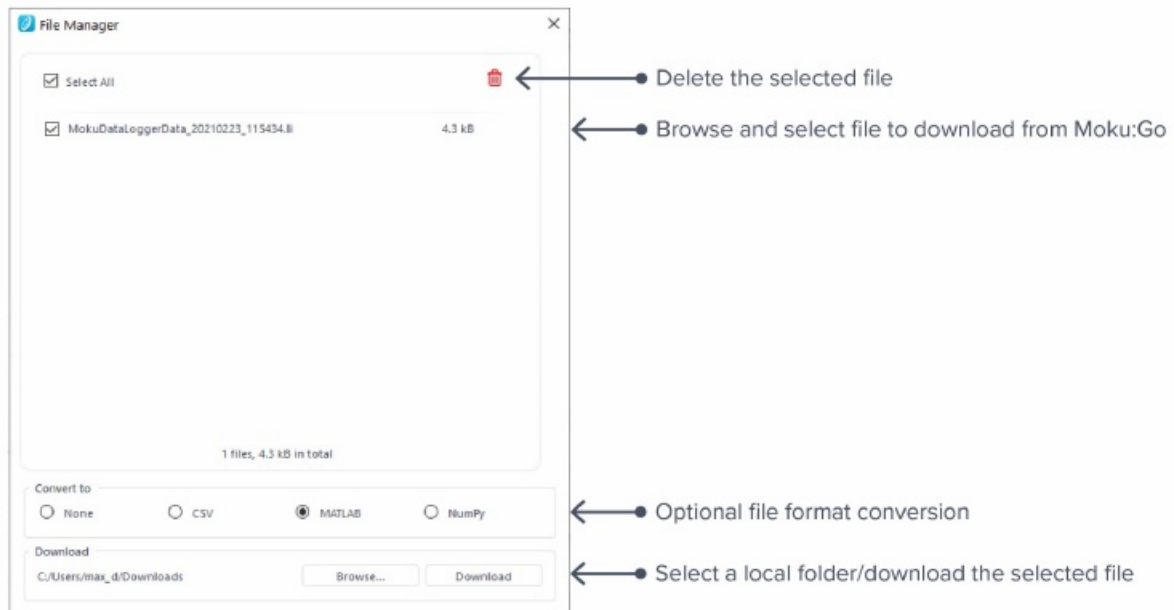 File Manager
Select All
Delete the selected file
MokuDataLoggerData_20210223_115434.li 4.3 kB
Browse and select file to download from Moku:Go
1 files, 4.3 kB in total
Convert to
None CSV MATLAB NumPy
Optional file format conversion
Download
C:/Users/max_d/Downloads Browse... Download
Select a local folder/download the selected file